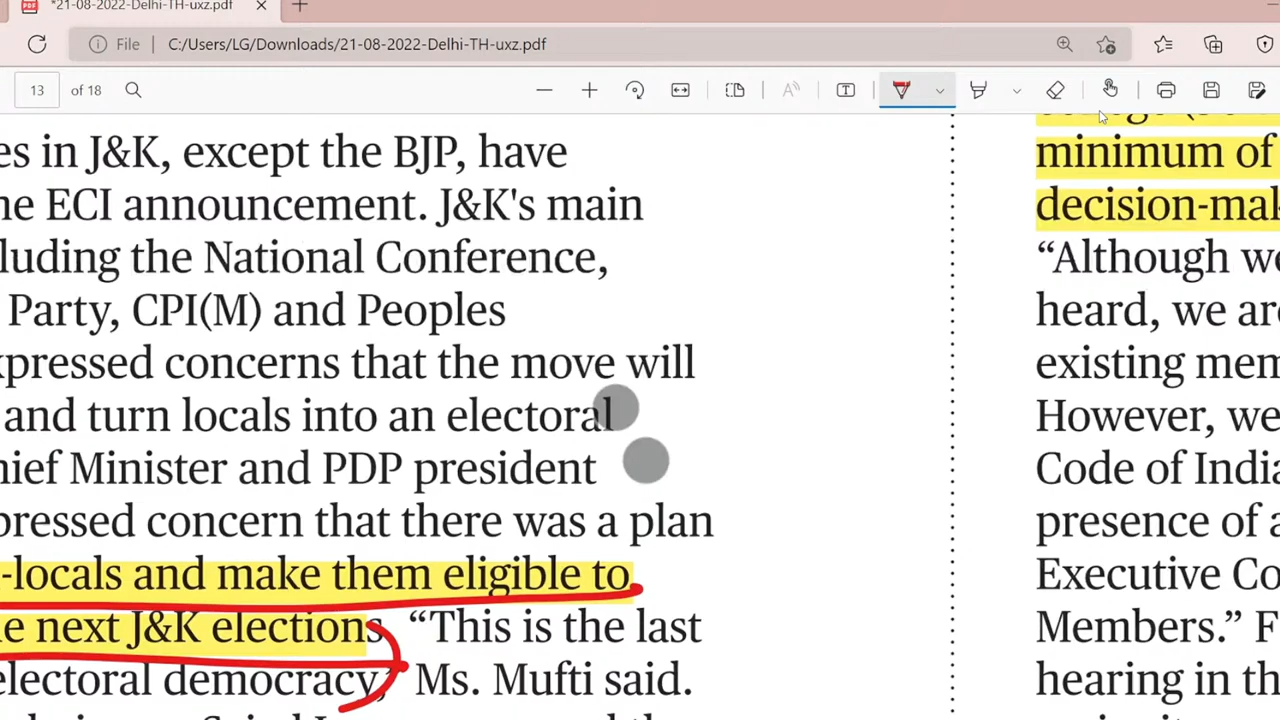 *21-08-2022-Delhi-TH-uxz.pdf
File C:/Users/LG/Downloads/21-08-2022-Delhi-TH-uxz.pdf
13 of 18
es in J&K, except the BJP, have
ne ECI announcement. J&K's main
luding the National Conference,
Party, CPI(M) and Peoples
xpressed concerns that the move will
and turn locals into an electoral
hief Minister and PDP president
pressed concern that there was a plan
-locals and make them eligible to
e next J&K elections. “This is the last
electoral democracy,” Ms. Mufti said.
minimum of
decision-mak
“Although we
heard, we are
existing mem
However, we
Code of India
presence of a
Executive Co
Members.” F
hearing in th